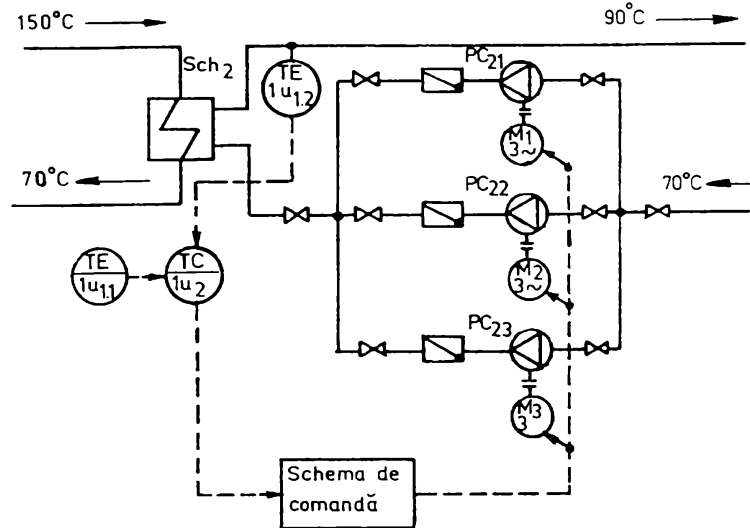 150°C
90°C
Sch2
TE
1u1.2
PC21
M1
3~
70°C
PC22
70°C
TE
1u1.1
TC
1u2
M2
3~
PC23
M3
3
Schema de
comandă